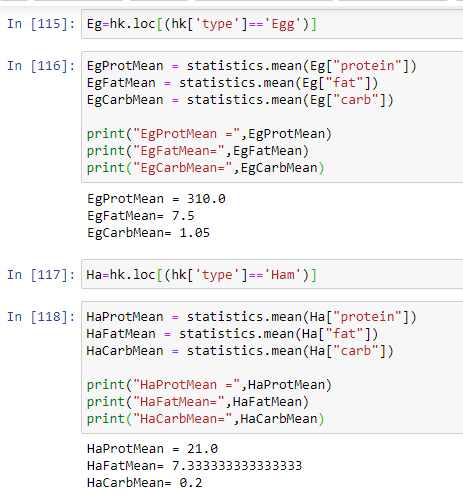 In [115]: Eg=hk.loc[(hk['type']=='Egg')]
In [116]: EgProtMean = statistics.mean(Eg["protein"])
EgFatMean = statistics.mean(Eg["fat"])
EgCarbMean = statistics.mean(Eg["carb"])
print("EgProtMean =",EgProtMean)
print("EgFatMean=",EgFatMean)
print("EgCarbMean=",EgCarbMean)
EgProtMean = 310.0
EgFatMean= 7.5
EgCarbMean= 1.05
In [117]: Ha=hk.loc[(hk['type']=='Ham')]
In [118]: HaProtMean = statistics.mean(Ha["protein"])
HaFatMean = statistics.mean(Ha["fat"])
HaCarbMean = statistics.mean(Ha["carb"])
print("HaProtMean =",HaProtMean)
print("HaFatMean=",HaFatMean)
print("HaCarbMean=",HaCarbMean)
HaProtMean = 21.0
HaFatMean= 7.333333333333333
HaCarbMean= 0.2